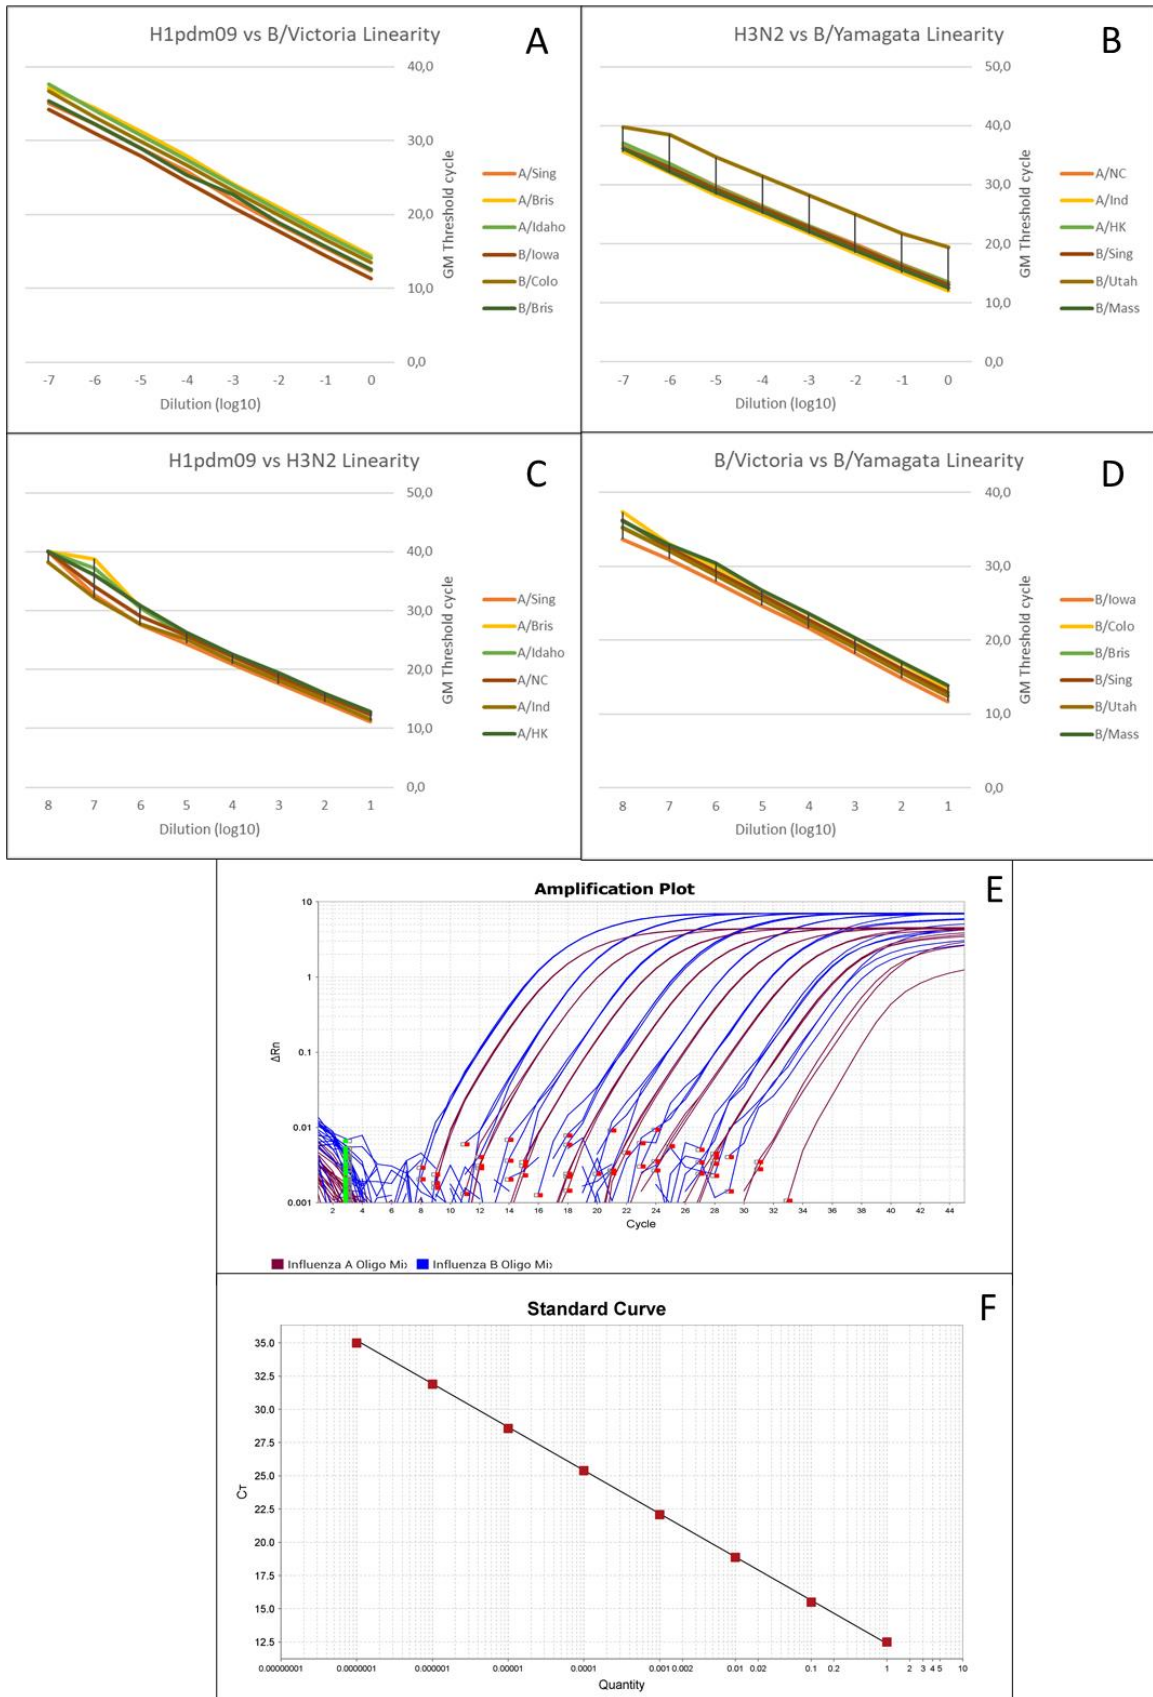 H1pdm09 vs B/Victoria Linearity
A
40,0
30,0
20,0
10,0
0,0
GM Threshold cycle
-7 -6 -5 -4 -3 -2 -1 0
Dilution (log10)
A/Sing
A/Bris
A/Idaho
B/Iowa
B/Colo
B/Bris
H3N2 vs B/Yamagata Linearity
B
50,0
40,0
30,0
20,0
10,0
0,0
GM Threshold cycle
-7 -6 -5 -4 -3 -2 -1 0
Dilution (log10)
A/NC
A/Ind
A/HK
B/Sing
B/Utah
B/Mass
H1pdm09 vs H3N2 Linearity
C
50,0
40,0
30,0
20,0
10,0
0,0
GM Threshold cycle
8 7 6 5 4 3 2 1
Dilution (log10)
A/Sing
A/Bris
A/Idaho
A/NC
A/Ind
A/HK
B/Victoria vs B/Yamagata Linearity
D
40,0
30,0
20,0
10,0
0,0
GM Threshold cycle
8 7 6 5 4 3 2 1
Dilution (log10)
B/Iowa
B/Colo
B/Bris
B/Sing
B/Utah
B/Mass
Amplification Plot
E
10
1
0.1
0.01
0.001
ΔRn
2 4 6 8 10 12 14 16 18 20 22 24 26 28 30 32 34 36 38 40 42 44
Cycle
Influenza A Oligo Mi Influenza B Oligo Mi
Standard Curve
F
35.0
32.5
30.0
27.5
25.0
22.5
20.0
17.5
15.0
12.5
Cт
0.00000001 0.0000001 0.000001 0.00001 0.0001 0.001 0.002 0.01 0.02 0.1 0.2 1 2 3 4 5 10
Quantity